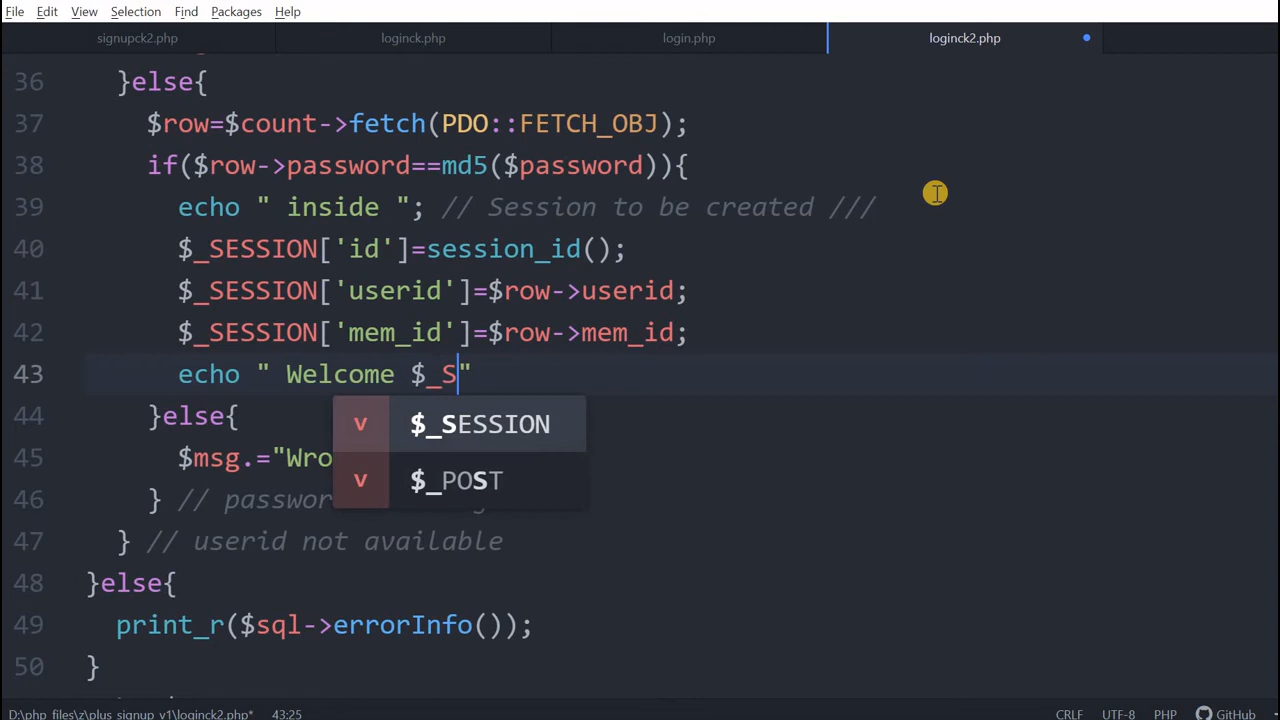 File Edit View Selection Find Packages Help
signupck2.php loginck.php login.php loginck2.php
36 }else{
37 $row=$count->fetch(PDO::FETCH_OBJ);
38 if($row->password==md5($password)){
39 echo " inside "; // Session to be created ///
40 $_SESSION['id']=session_id();
41 $_SESSION['userid']=$row->userid;
42 $_SESSION['mem_id']=$row->mem_id;
43 echo " Welcome $_S"
44 }else{
v $_SESSION
45 $msg.="Wro
v $_POST
46 } // passwor
47 } // userid not available
48 }else{
49 print_r($sql->errorInfo());
50 }
D:\php_files\z\plus_signup_v1\loginck2.php* 43:25 CRLF UTF-8 PHP GitHub